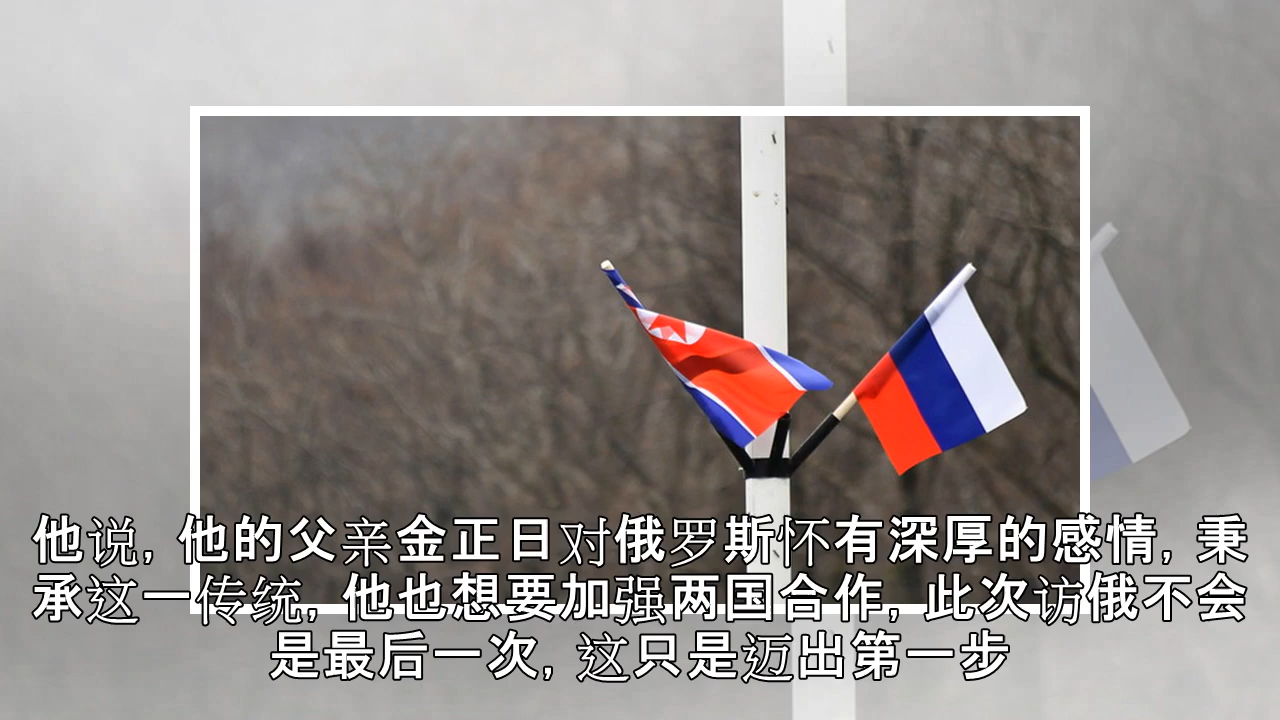 他说, 他的父亲金正日对俄罗斯怀有深厚的感情, 秉
承这一传统, 他也想要加强两国合作, 此次访俄不会
是最后一次, 这只是迈出第一步